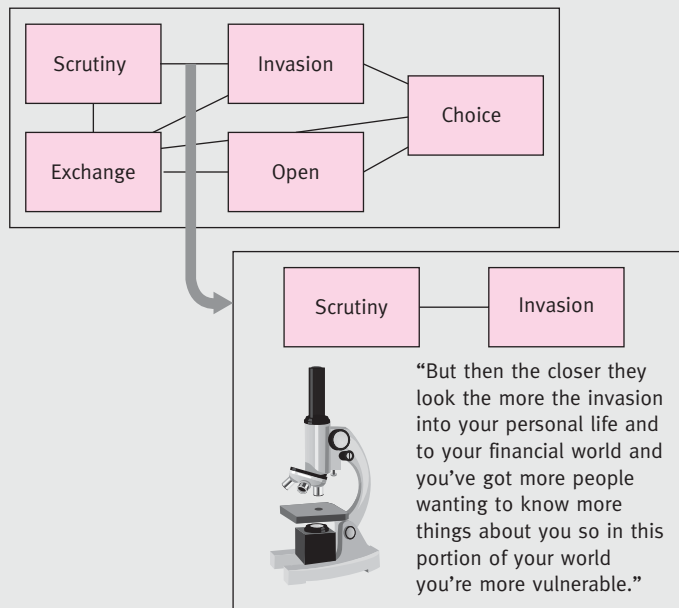 Scrutiny
Invasion
Choice
Exchange
Open
Scrutiny
Invasion
“But then the closer they
look the more the invasion
into your personal life and
to your financial world and
you’ve got more people
wanting to know more
things about you so in this
portion of your world
you’re more vulnerable.”